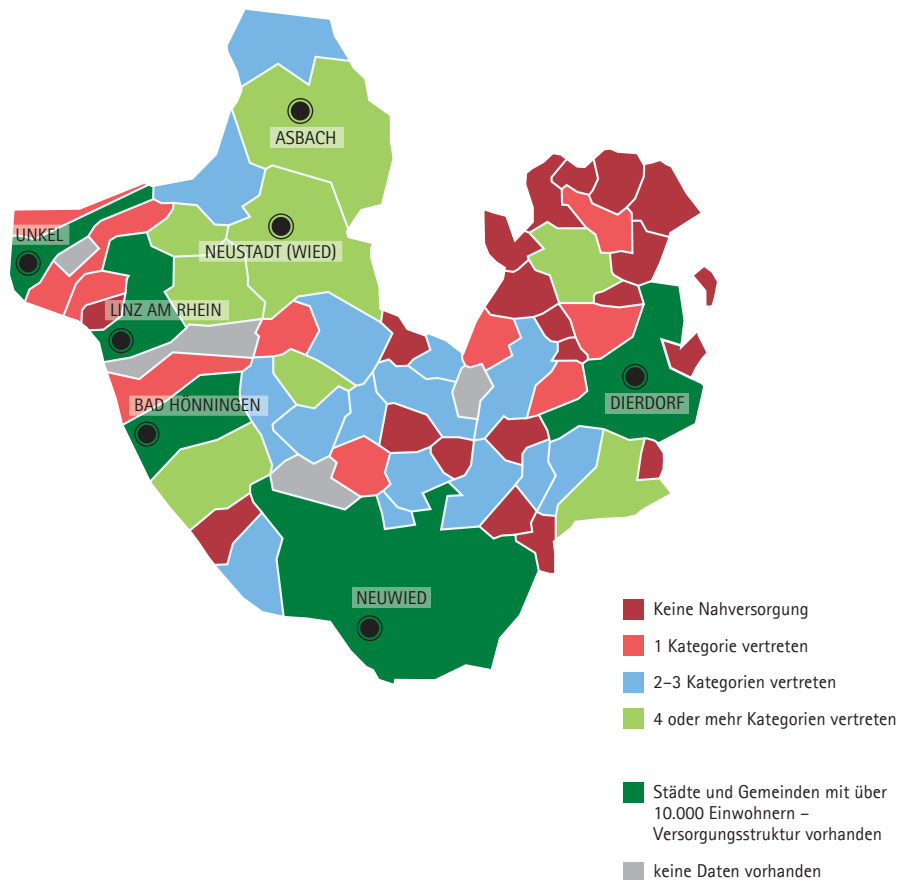 ASBACH
UNKEL
NEUSTADT (WIED)
LINZ AM RHEIN
BAD HÖNNINGEN
DIERDORF
NEUWIED
Keine Nahversorgung
1 Kategorie vertreten
2–3 Kategorien vertreten
4 oder mehr Kategorien vertreten
Städte und Gemeinden mit über
10.000 Einwohnern –
Versorgungsstruktur vorhanden
keine Daten vorhanden